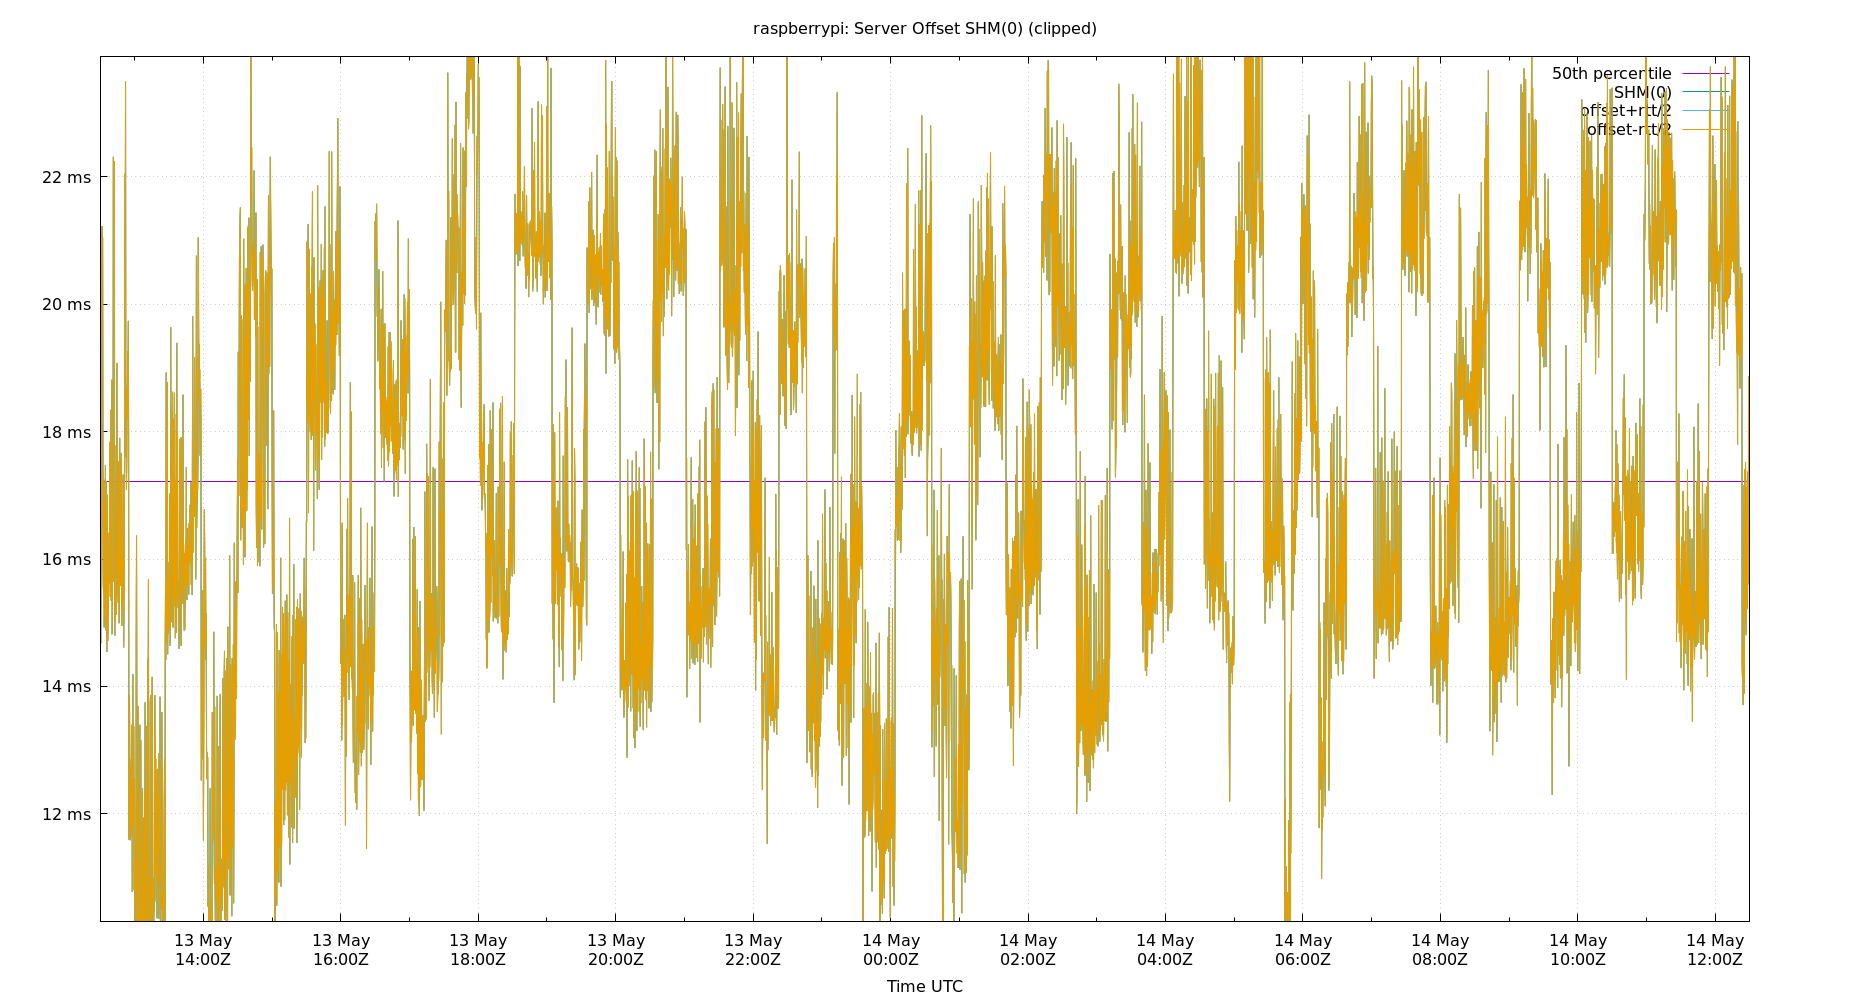 raspberrypi: Server Offset SHM(0) (clipped)
50th percentile
SHM(0)
offset+rtt/2
offset-rtt/2
22 ms
20 ms
18 ms
16 ms
14 ms
12 ms
13 May 13 May 13 May 13 May 13 May 14 May 14 May 14 May 14 May 14 May 14 May 14 May
14:00Z 16:00Z 18:00Z 20:00Z 22:00Z 00:00Z 02:00Z 04:00Z 06:00Z 08:00Z 10:00Z 12:00Z
Time UTC